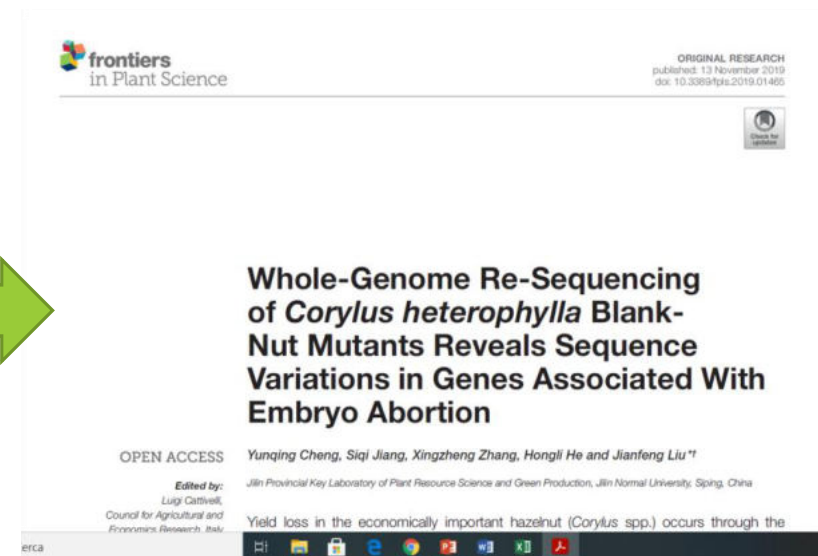 frontiers
in Plant Science
ORIGINAL RESEARCH
published: 13 November 2019
doi: 10.3389/fpls.2019.01465
Check for
updates
Whole-Genome Re-Sequencing
of Corylus heterophylla Blank-
Nut Mutants Reveals Sequence
Variations in Genes Associated With
Embryo Abortion
OPEN ACCESS
Yunqing Cheng, Siqi Jiang, Xingzheng Zhang, Hongli He and Jianfeng Liu*†
Edited by:
Luigi Cattivelli,
Council for Agricultural and
Economics Research, Italy
Jilin Provincial Key Laboratory of Plant Resource Science and Green Production, Jilin Normal University, Siping, China
Yield loss in the economically important hazelnut (Corylus spp.) occurs through the
erca